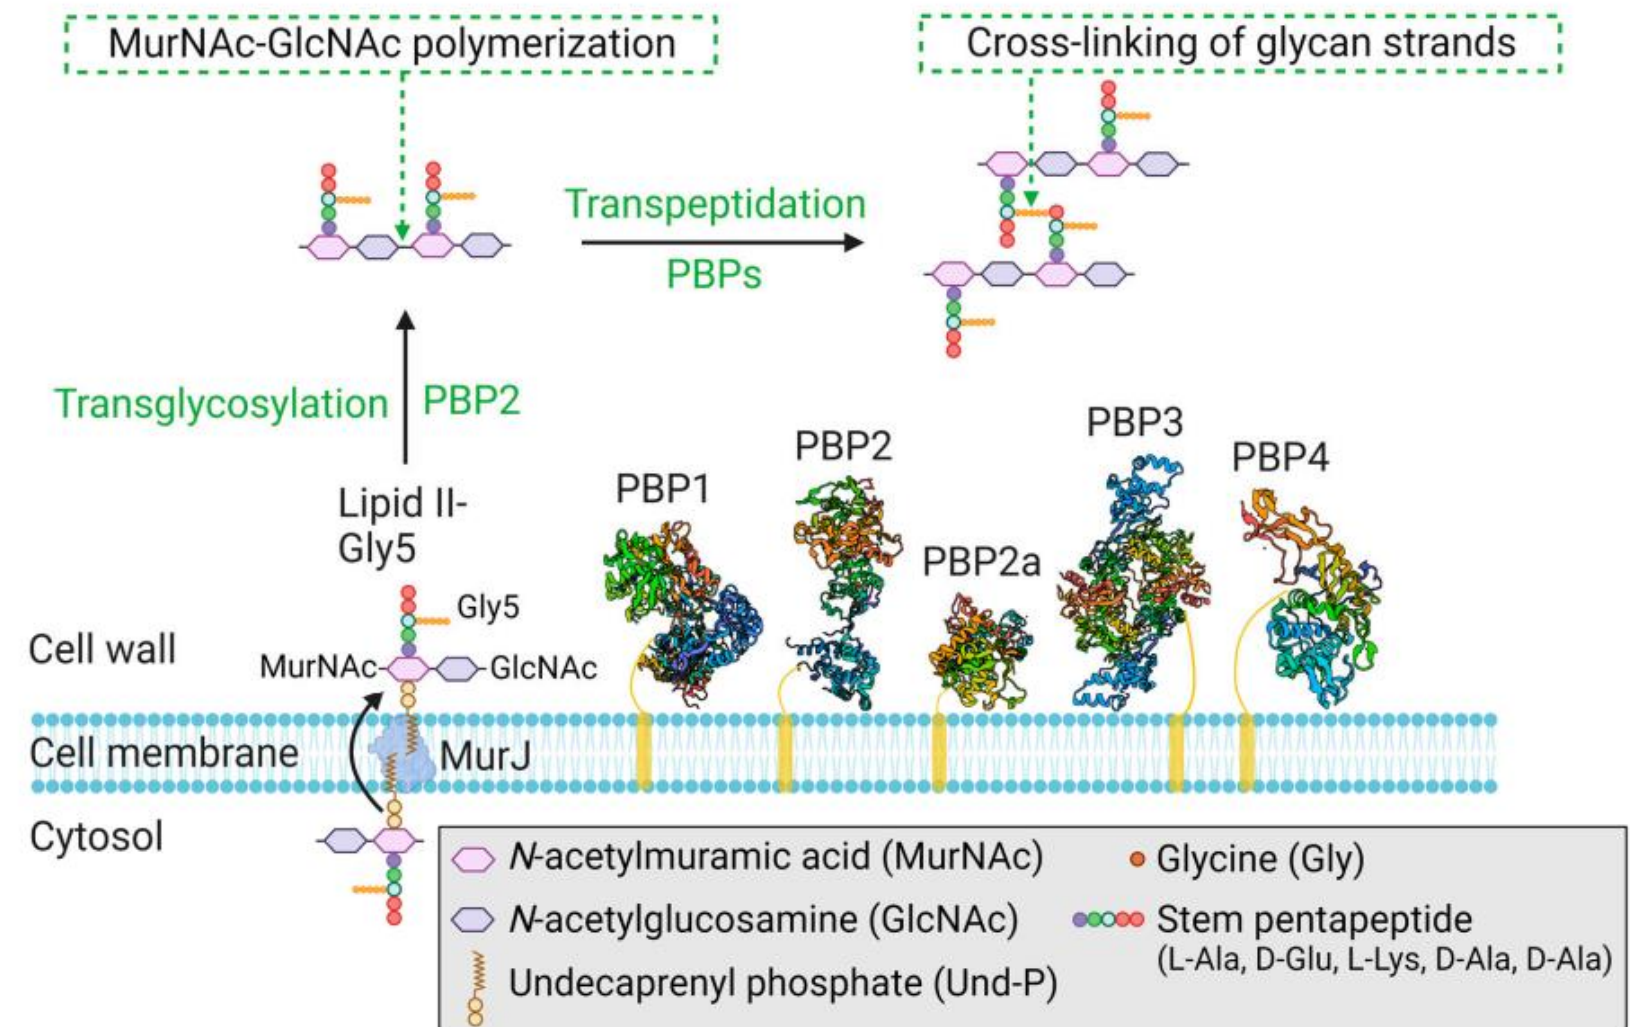 MurNAc-GlcNAc polymerization
Cross-linking of glycan strands
Transpeptidation
PBPs
Transglycosylation
PBP2
Lipid II-
Gly5
PBP1
PBP2
PBP2a
PBP3
PBP4
Gly5
Cell wall
MurNAc
GlcNAc
Cell membrane
MurJ
Cytosol
N-acetylmuramic acid (MurNAc)
Glycine (Gly)
N-acetylglucosamine (GlcNAc)
Stem pentapeptide
(L-Ala, D-Glu, L-Lys, D-Ala, D-Ala)
Undecaprenyl phosphate (Und-P)